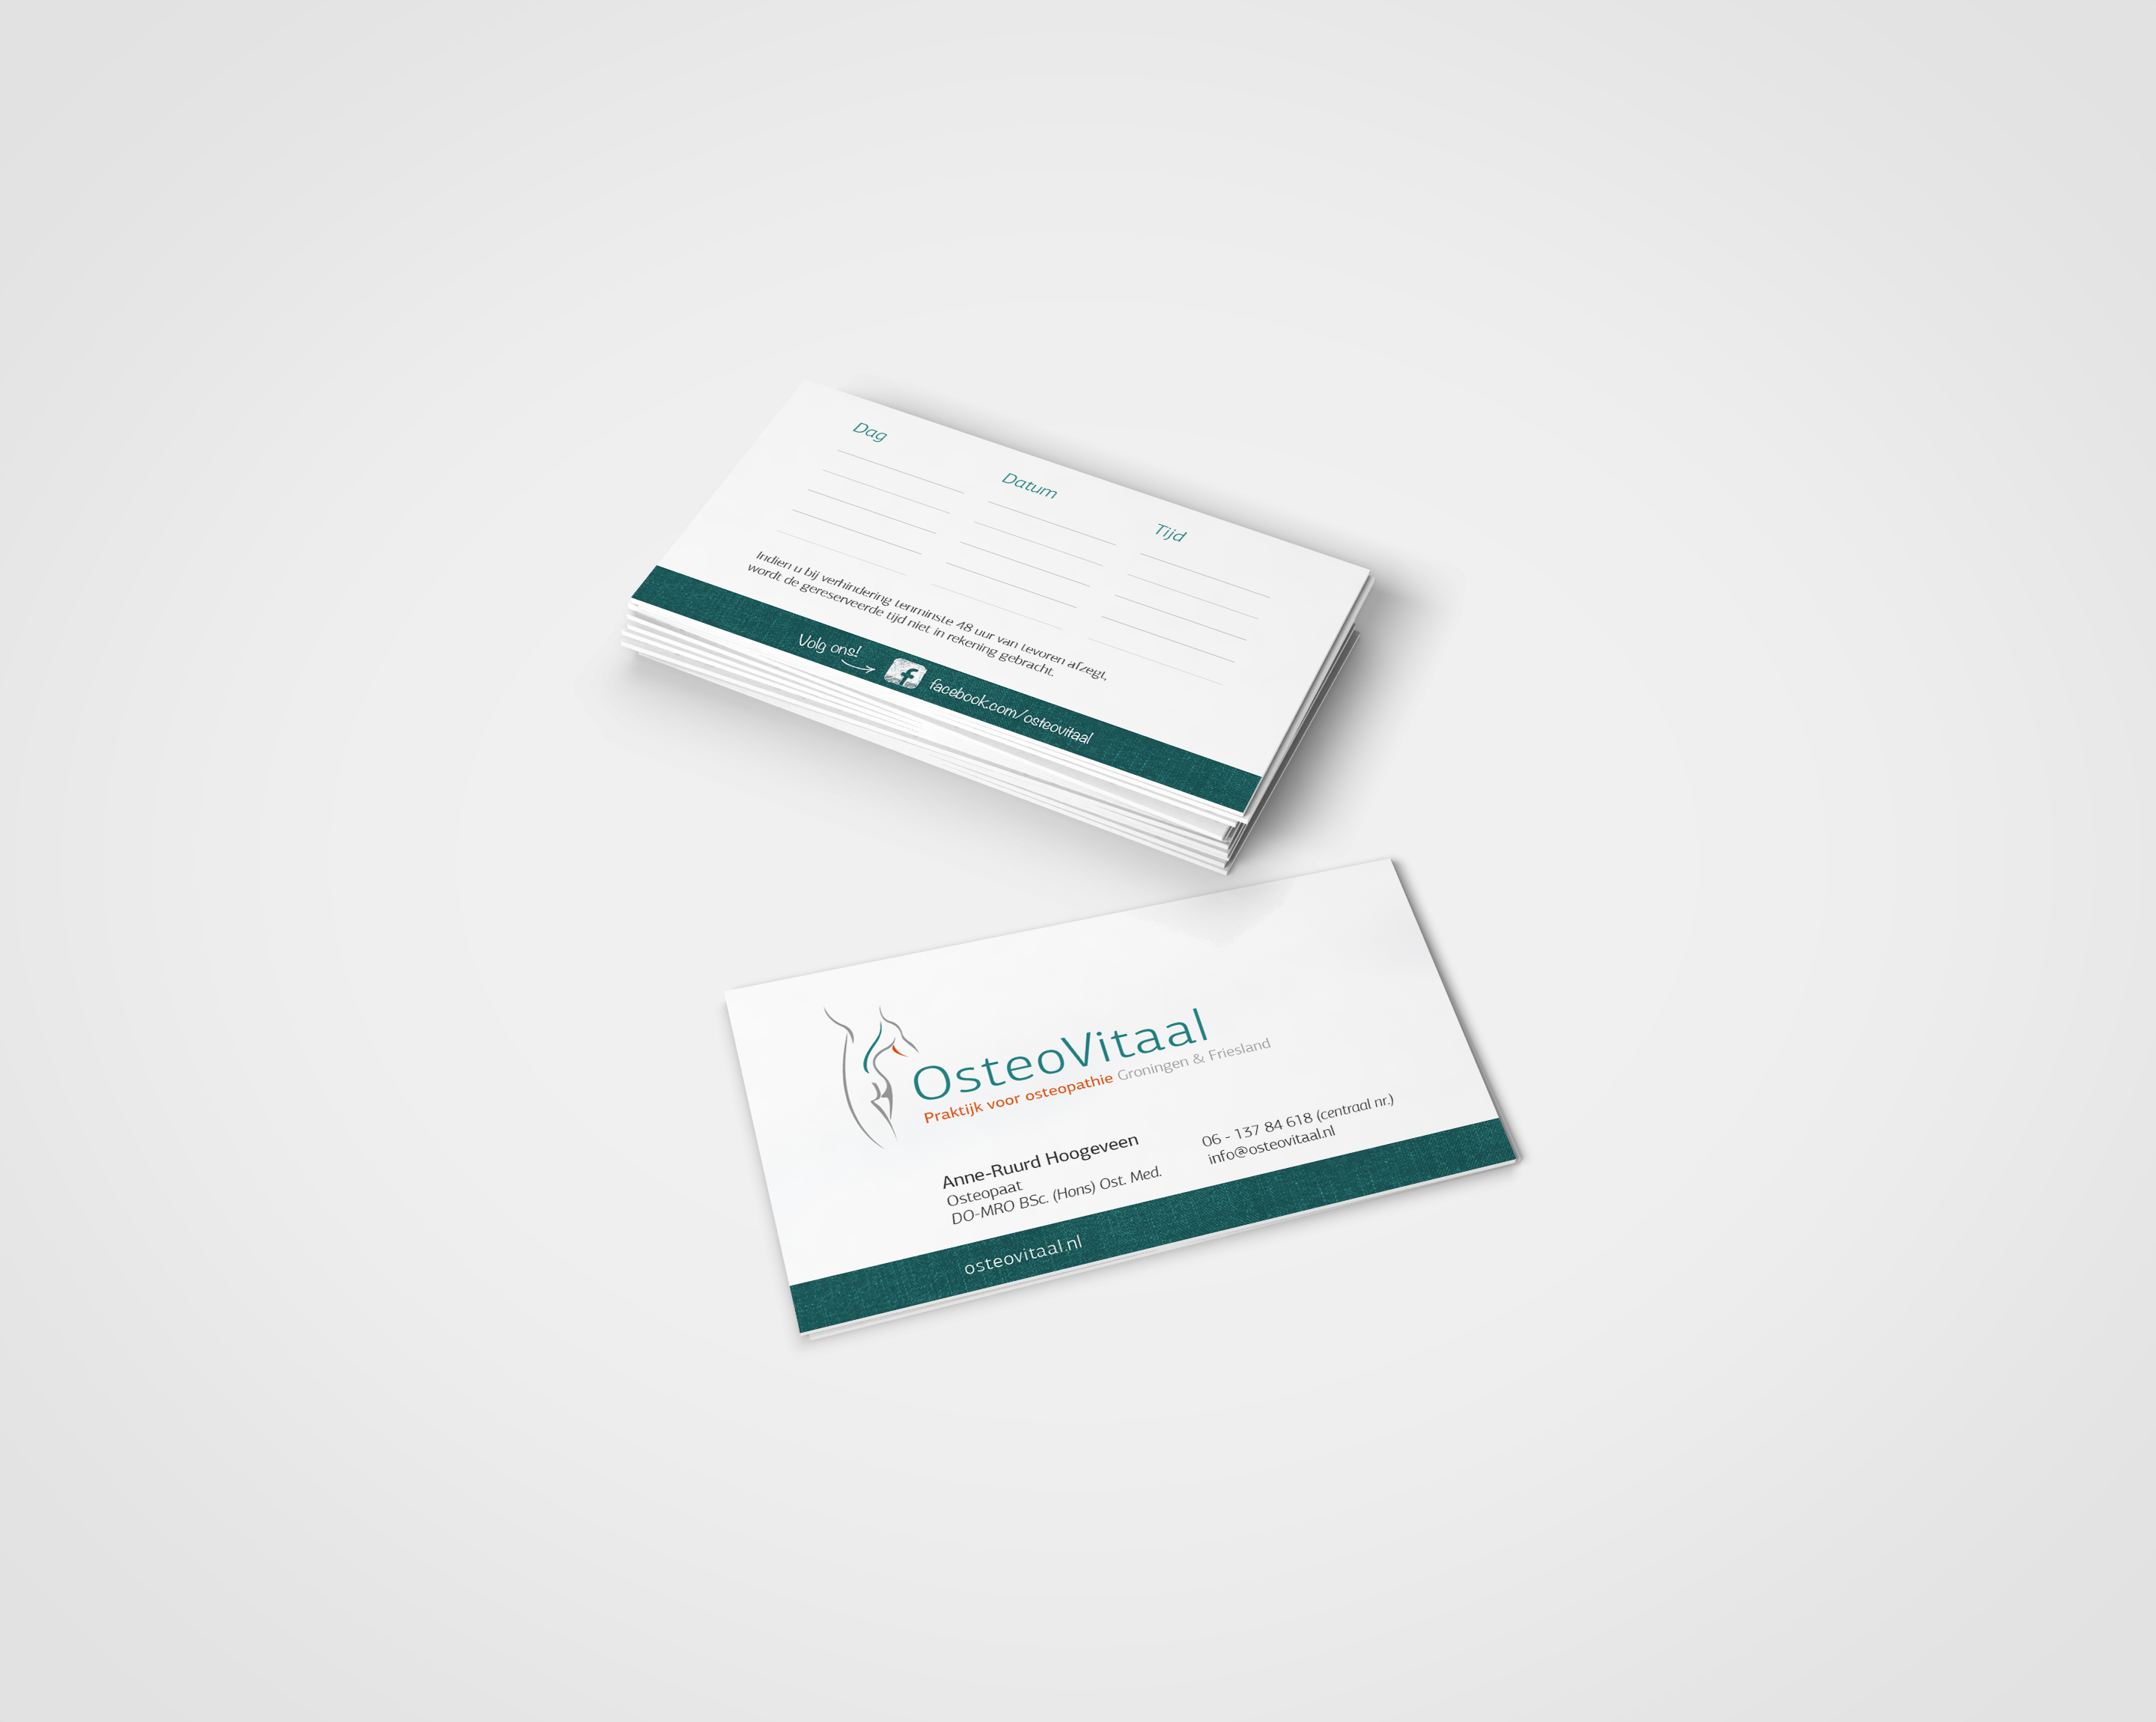 Dag
Datum
Tijd
Indien u bij verhindering tenminste 48 uur van tevoren afzegt,
wordt de gereserveerde tijd niet in rekening gebracht.
Volg ons!
facebook.com/osteovitaal
OsteoVitaal
Praktijk voor osteopathie Groningen & Friesland
Anne-Ruurd Hoogeveen
Osteopaat
DO-MRO BSc. (Hons) Ost. Med.
06 - 137 84 618 (centraal nr.)
info@osteovitaal.nl
osteovitaal.nl